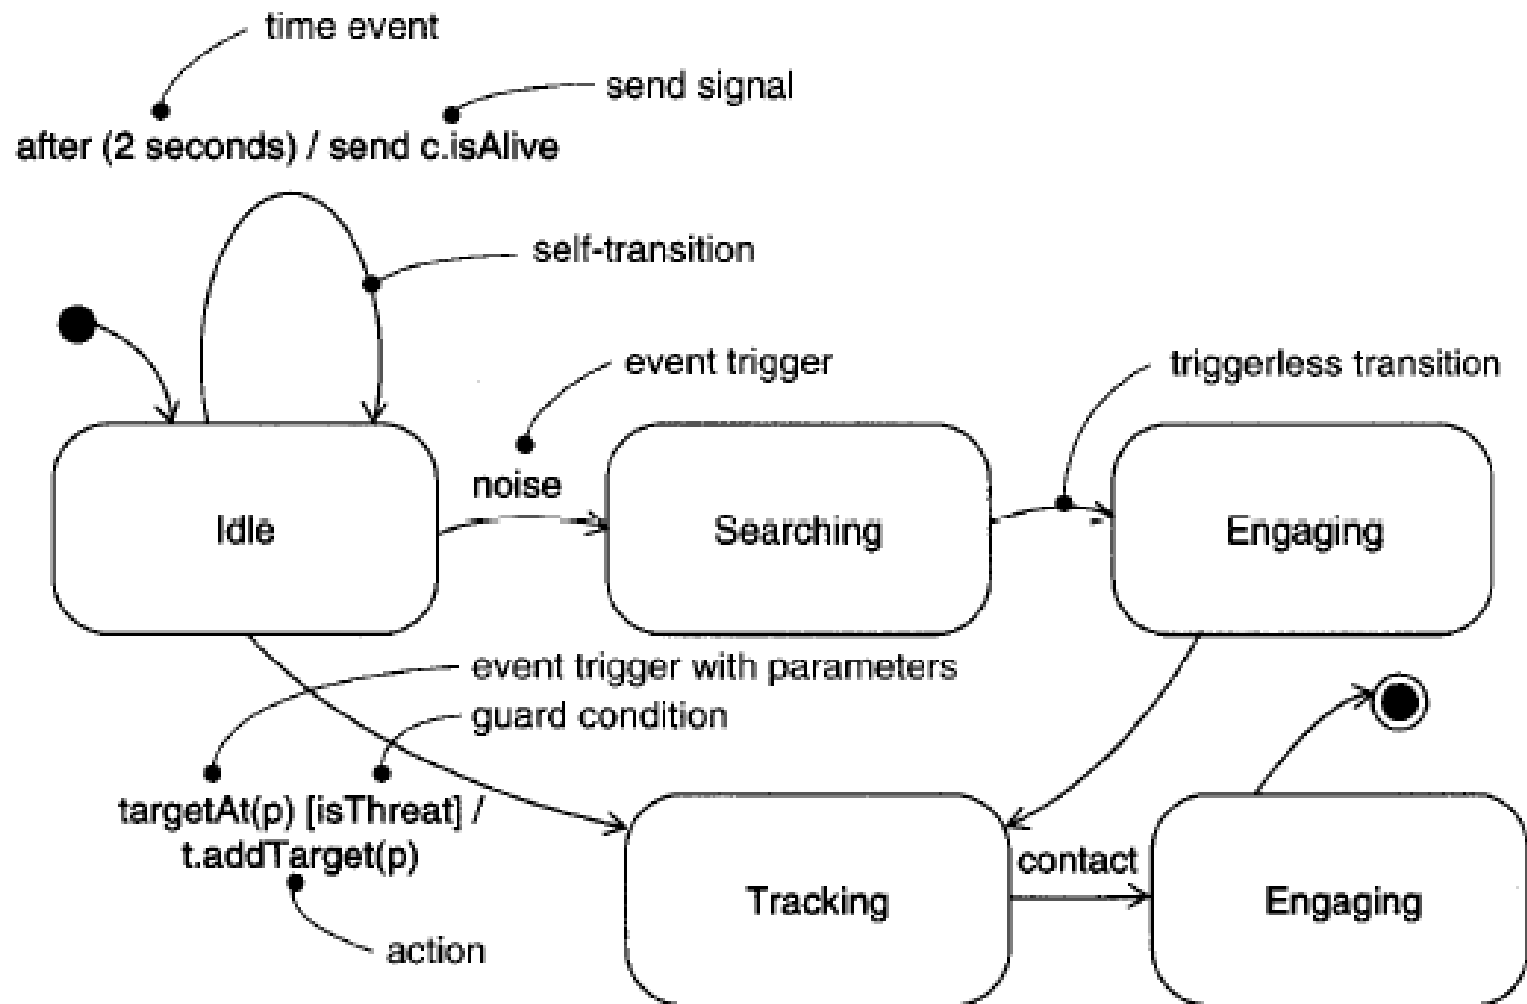 time event
send signal
after (2 seconds) / send c.isAlive
self-transition
event trigger
triggerless transition
noise
Idle
Searching
Engaging
event trigger with parameters
guard condition
targetAt(p) [isThreat] /
t.addTarget(p)
contact
Tracking
Engaging
action